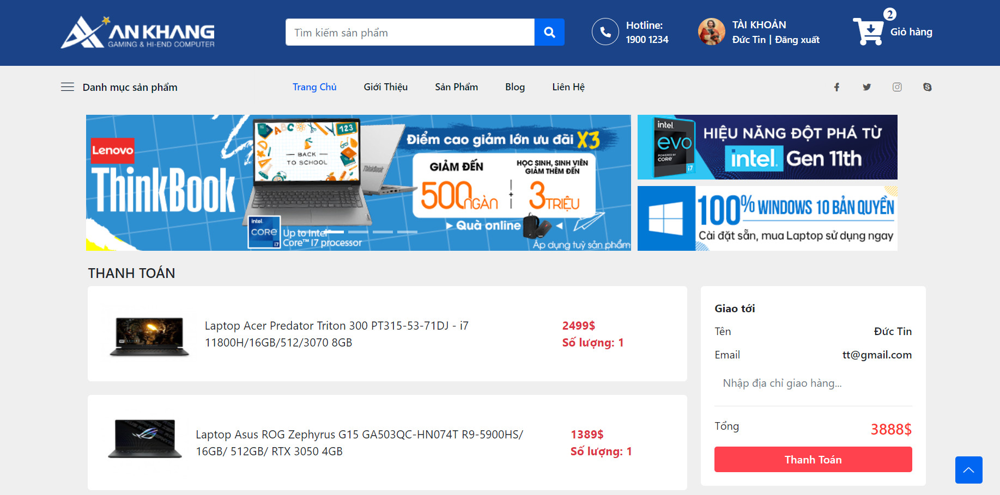 AN KHANG
GAMING & HI-END COMPUTER
Tìm kiếm sản phẩm
Hotline:
1900 1234
TÀI KHOẢN
Đức Tin | Đăng xuất
2
Giỏ hàng
Danh mục sản phẩm
Trang Chủ
Giới Thiệu
Sản Phẩm
Blog
Liên Hệ
Lenovo
ThinkBook
ABC
123
BACK
TO SCHOOL
ThinkBook
intel.
CORE
i7
Up to Intel
Core™ i7 processor
Điểm cao giảm lớn ưu đãi X3
GIẢM ĐẾN
500NGÀN
+
HỌC SINH, SINH VIÊN
GIẢM THÊM ĐẾN
3TRIỆU
Quà online
Áp dụng tuỳ sản phẩm
intel.
evo
POWERED BY
CORE
i7
HIỆU NĂNG ĐỘT PHÁ TỪ
intel. Gen 11th
100% WINDOWS 10 BẢN QUYỀN
Cài đặt sẵn, mua Laptop sử dụng ngay
THANH TOÁN
Laptop Acer Predator Triton 300 PT315-53-71DJ - i7
11800H/16GB/512/3070 8GB
2499$
Số lượng: 1
Laptop Asus ROG Zephyrus G15 GA503QC-HN074T R9-5900HS/
16GB/ 512GB/ RTX 3050 4GB
1389$
Số lượng: 1
Giao tới
Tên
Đức Tin
Email
tt@gmail.com
Nhập địa chỉ giao hàng...
Tổng
3888$
Thanh Toán